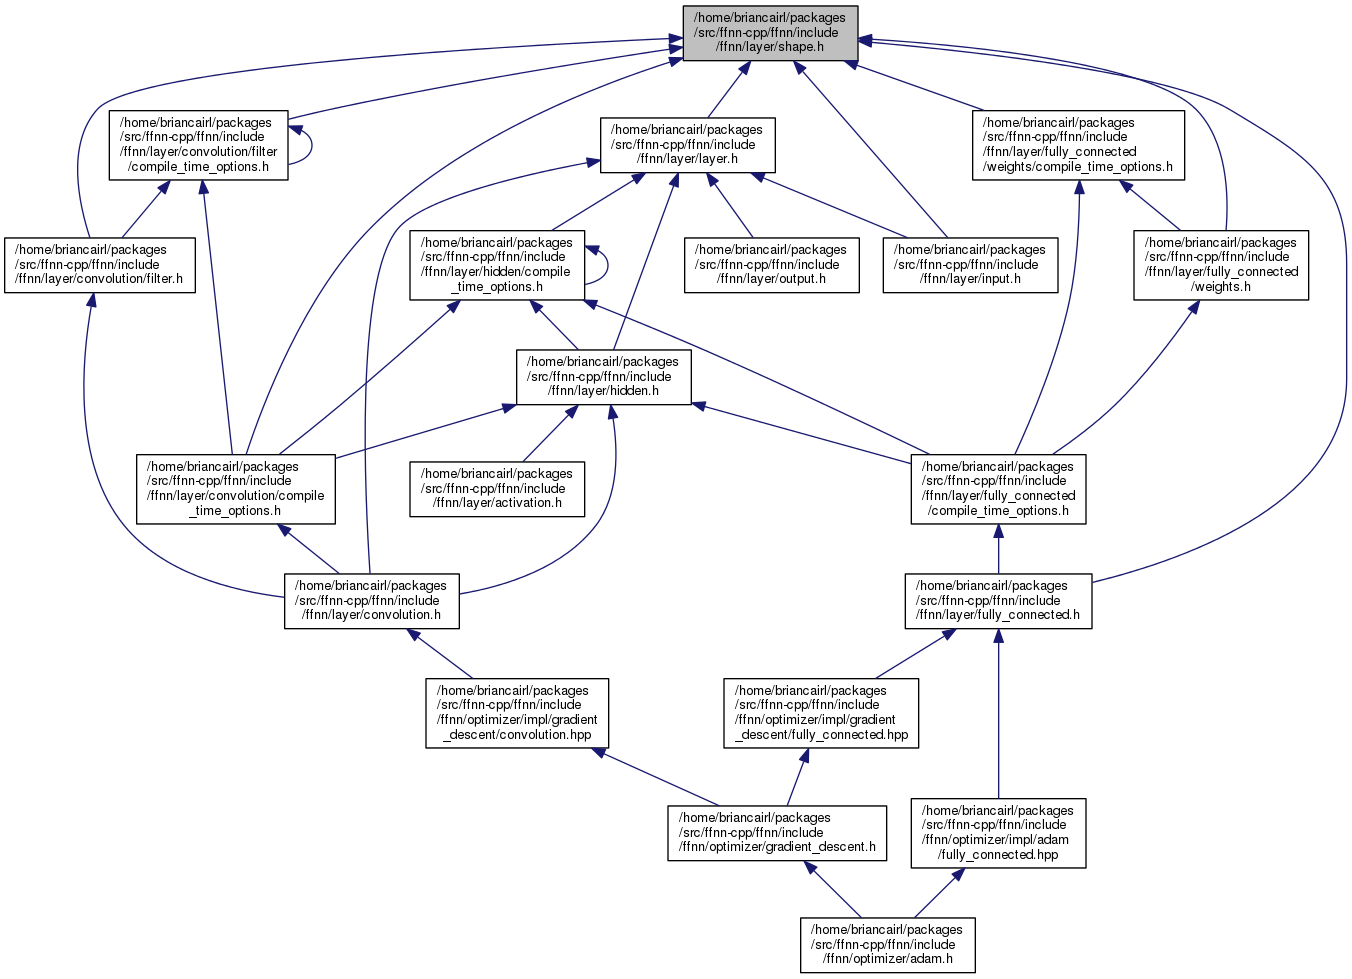 /home/briancairl/packages
/src/ffnn-cpp/ffnn/include
/ffnn/layer/shape.h
/home/briancairl/packages
/src/ffnn-cpp/ffnn/include
/ffnn/layer/convolution/filter
/compile_time_options.h
/home/briancairl/packages
/src/ffnn-cpp/ffnn/include
/ffnn/layer/layer.h
/home/briancairl/packages
/src/ffnn-cpp/ffnn/include
/ffnn/layer/fully_connected
/weights/compile_time_options.h
/home/briancairl/packages
/src/ffnn-cpp/ffnn/include
/ffnn/layer/convolution/filter.h
/home/briancairl/packages
/src/ffnn-cpp/ffnn/include
/ffnn/layer/hidden/compile
_time_options.h
/home/briancairl/packages
/src/ffnn-cpp/ffnn/include
/ffnn/layer/output.h
/home/briancairl/packages
/src/ffnn-cpp/ffnn/include
/ffnn/layer/input.h
/home/briancairl/packages
/src/ffnn-cpp/ffnn/include
/ffnn/layer/fully_connected
/weights.h
/home/briancairl/packages
/src/ffnn-cpp/ffnn/include
/ffnn/layer/hidden.h
/home/briancairl/packages
/src/ffnn-cpp/ffnn/include
/ffnn/layer/convolution/compile
_time_options.h
/home/briancairl/packages
/src/ffnn-cpp/ffnn/include
/ffnn/layer/activation.h
/home/briancairl/packages
/src/ffnn-cpp/ffnn/include
/ffnn/layer/fully_connected
/compile_time_options.h
/home/briancairl/packages
/src/ffnn-cpp/ffnn/include
/ffnn/layer/convolution.h
/home/briancairl/packages
/src/ffnn-cpp/ffnn/include
/ffnn/layer/fully_connected.h
/home/briancairl/packages
/src/ffnn-cpp/ffnn/include
/ffnn/optimizer/impl/gradient
_descent/convolution.hpp
/home/briancairl/packages
/src/ffnn-cpp/ffnn/include
/ffnn/optimizer/impl/gradient
_descent/fully_connected.hpp
/home/briancairl/packages
/src/ffnn-cpp/ffnn/include
/ffnn/optimizer/gradient_descent.h
/home/briancairl/packages
/src/ffnn-cpp/ffnn/include
/ffnn/optimizer/impl/adam
/fully_connected.hpp
/home/briancairl/packages
/src/ffnn-cpp/ffnn/include
/ffnn/optimizer/adam.h